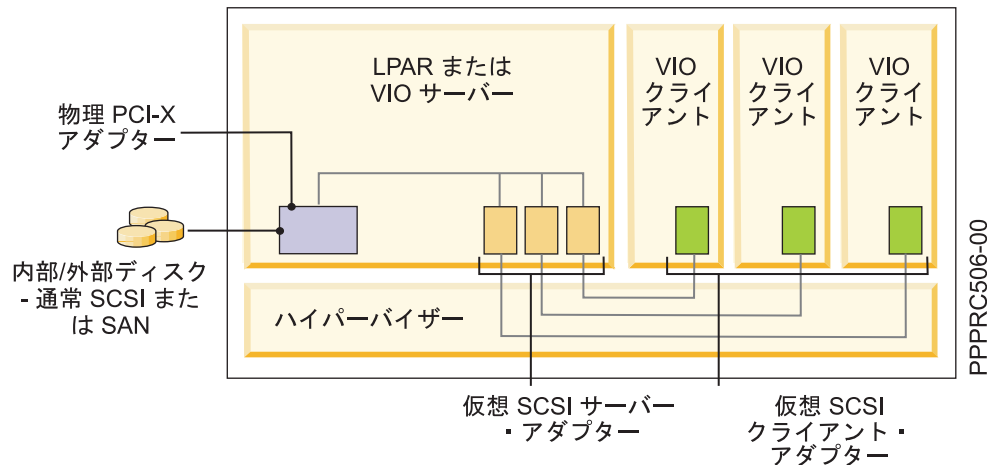 LPAR または
VIO サーバー
VIO
クライ
アント
VIO
クライ
アント
VIO
クライ
アント
物理 PCI-X
アダプター
内部/外部ディスク
- 通常 SCSI また
は SAN
ハイパーバイザー
仮想 SCSI サーバー
・アダプター
仮想 SCSI
クライアント・
アダプター
PPPRC506-00